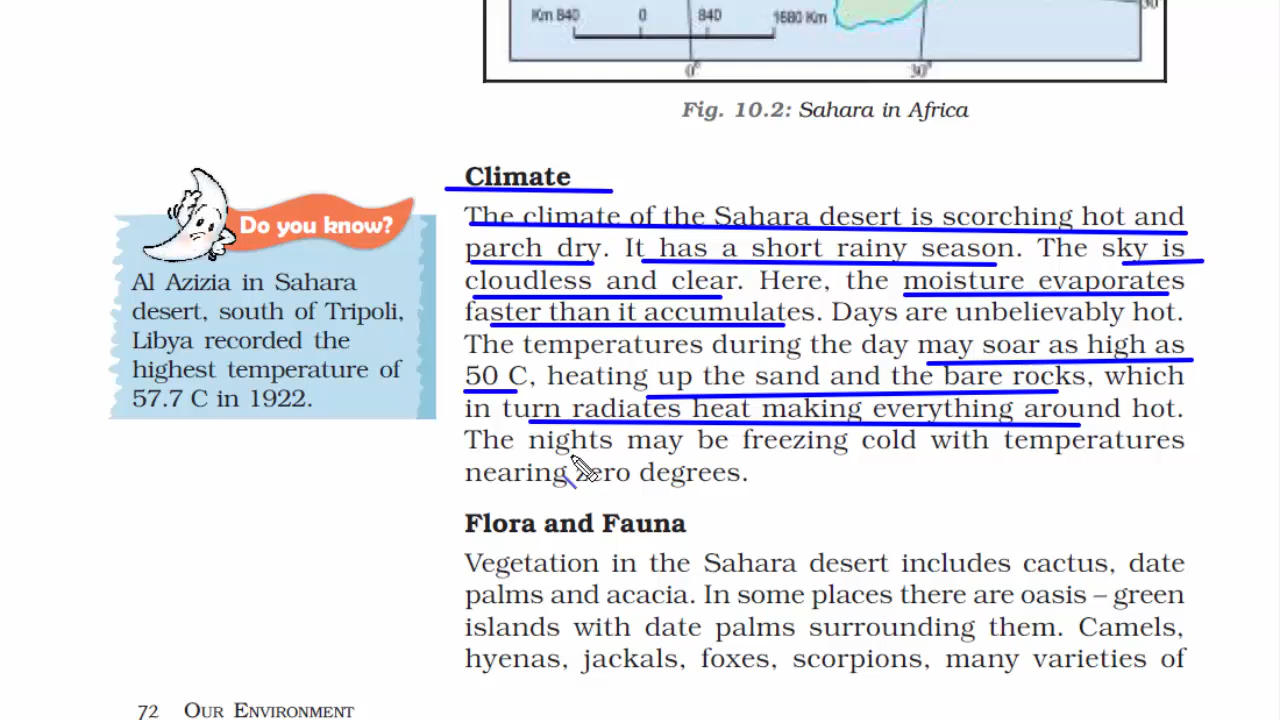 Km 840 0 840 1680 Km
0°
30°
Fig. 10.2: Sahara in Africa
Climate
The climate of the Sahara desert is scorching hot and
parch dry. It has a short rainy season. The sky is
cloudless and clear. Here, the moisture evaporates
faster than it accumulates. Days are unbelievably hot.
The temperatures during the day may soar as high as
50 C, heating up the sand and the bare rocks, which
in turn radiates heat making everything around hot.
The nights may be freezing cold with temperatures
nearing zero degrees.
Do you know?
Al Azizia in Sahara
desert, south of Tripoli,
Libya recorded the
highest temperature of
57.7 C in 1922.
Flora and Fauna
Vegetation in the Sahara desert includes cactus, date
palms and acacia. In some places there are oasis – green
islands with date palms surrounding them. Camels,
hyenas, jackals, foxes, scorpions, many varieties of
72 OUR ENVIRONMENT